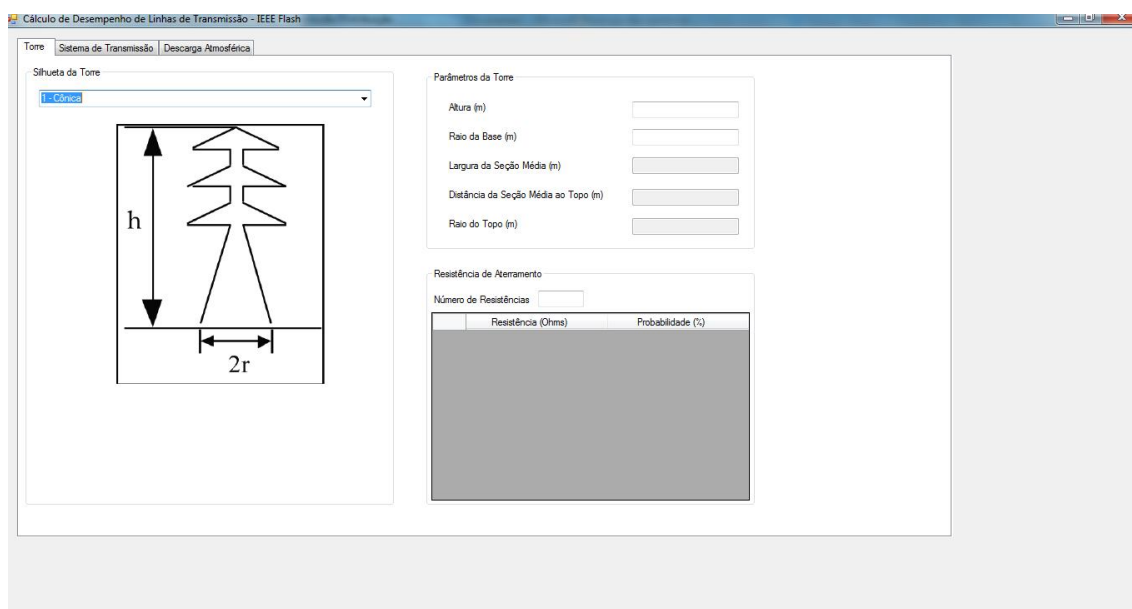 Cálculo de Desempenho de Linhas de Transmissão - IEEE Flash
Torre Sistema de Transmissão Descarga Atmosférica
Silhueta da Torre
1 - Cônica
h
2r
Parâmetros da Torre
Altura (m)
Raio da Base (m)
Largura da Seção Média (m)
Distância da Seção Média ao Topo (m)
Raio do Topo (m)
Resistência de Aterramento
Número de Resistências
Resistência (Ohms) Probabilidade (%)